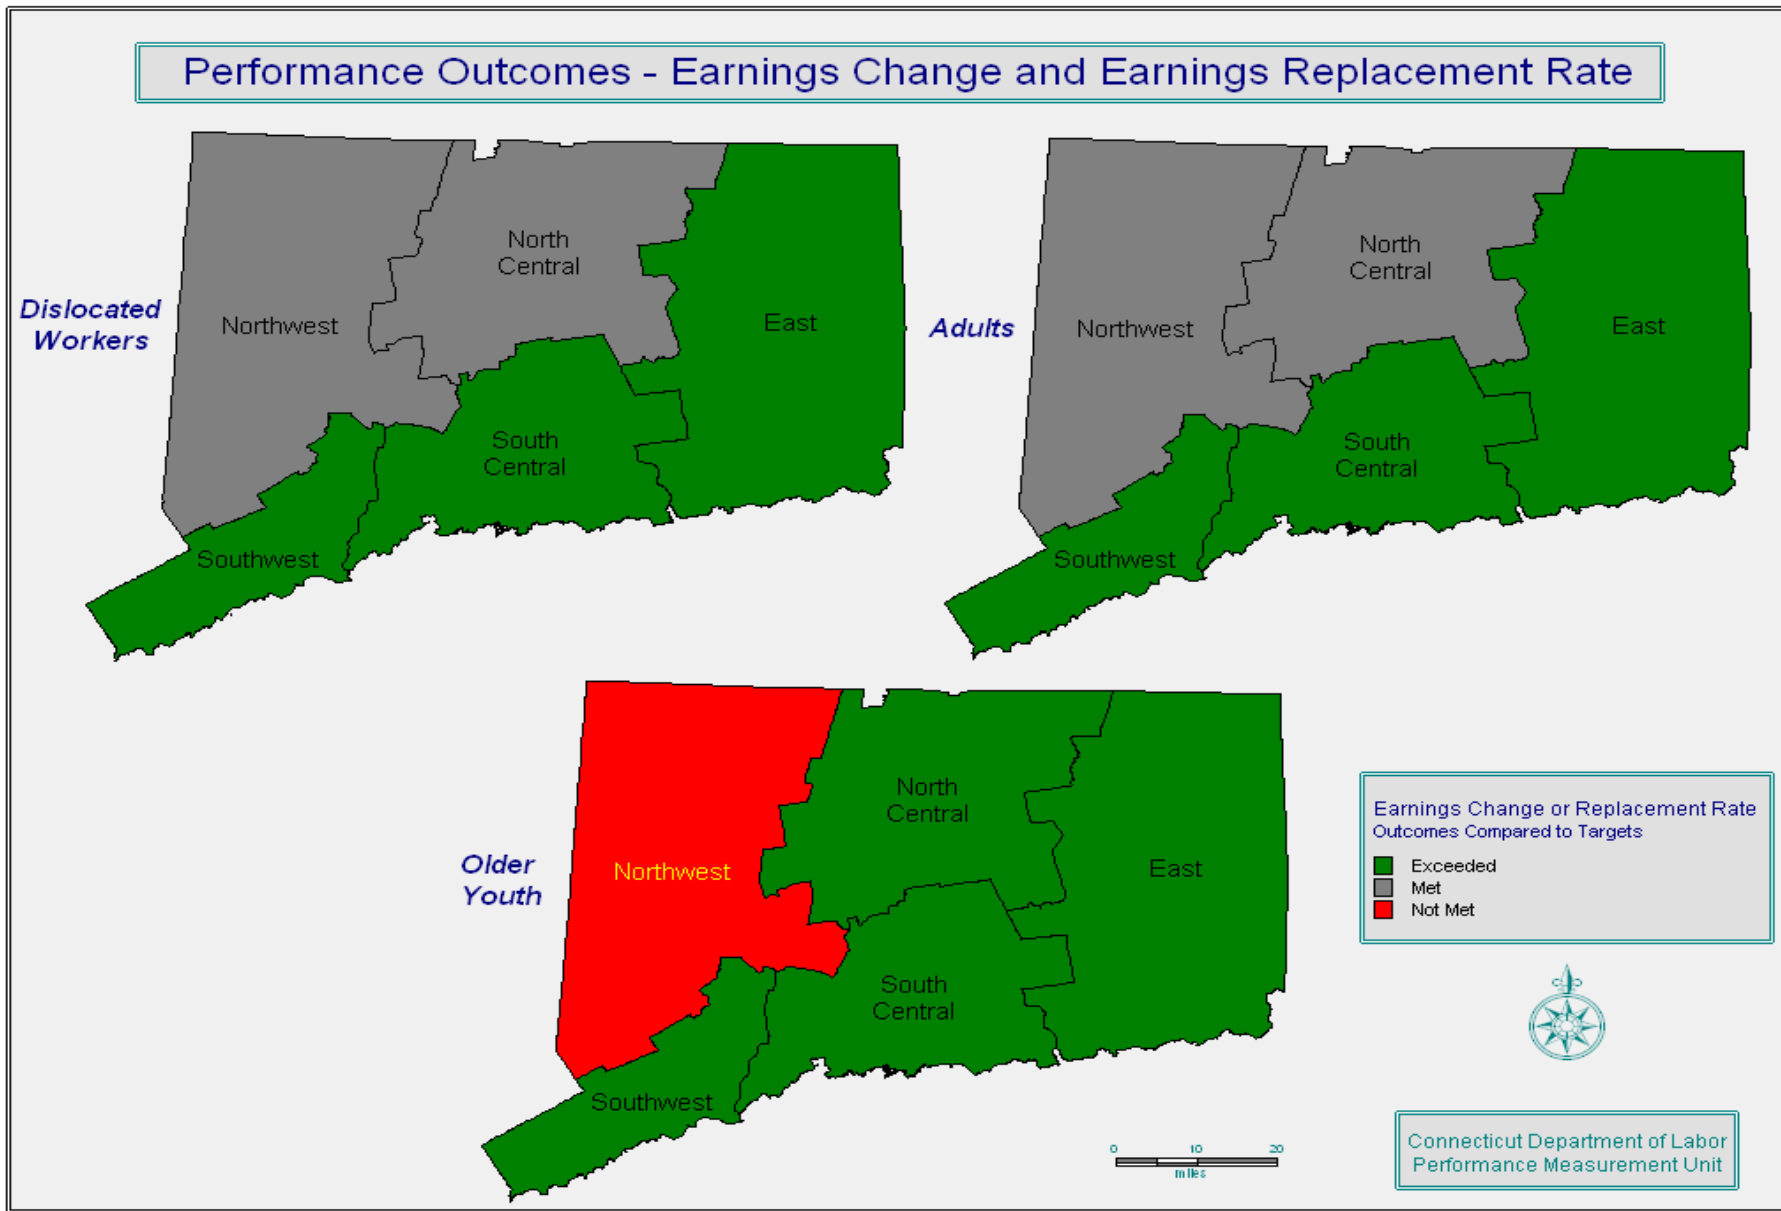 Performance Outcomes - Earnings Change and Earnings Replacement Rate
Dislocated
Workers
Northwest
North
Central
East
South
Central
Southwest
Adults
Northwest
North
Central
East
South
Central
Southwest
Older
Youth
Northwest
North
Central
East
South
Central
Southwest
Earnings Change or Replacement Rate
Outcomes Compared to Targets
Exceeded
Met
Not Met
0 10 20
miles
Connecticut Department of Labor
Performance Measurement Unit